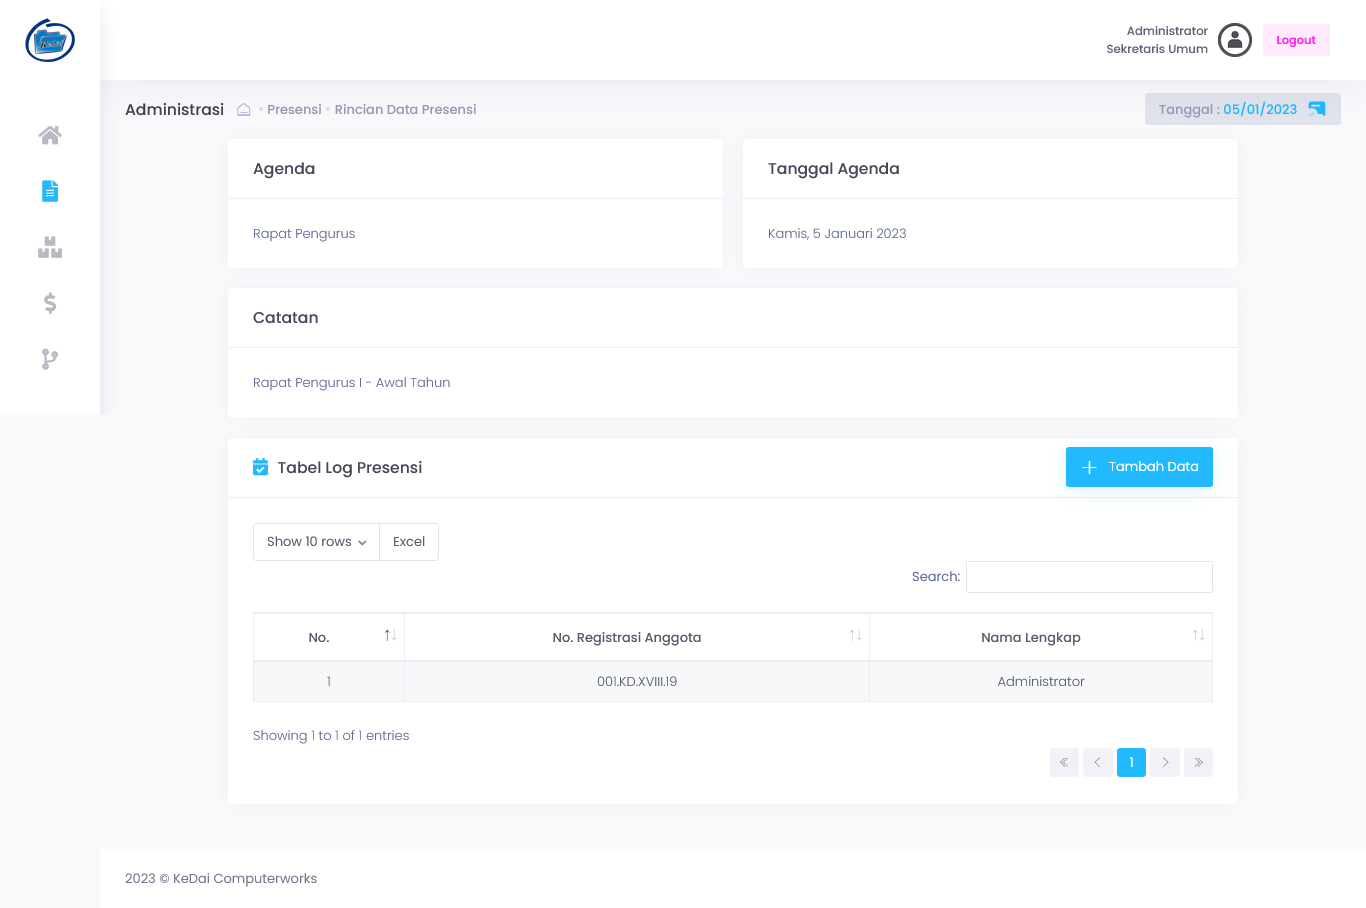 KeDai
Administrator
Sekretaris Umum
Logout
Administrasi • Presensi • Rincian Data Presensi
Tanggal : 05/01/2023
Agenda
Rapat Pengurus
Tanggal Agenda
Kamis, 5 Januari 2023
Catatan
Rapat Pengurus I - Awal Tahun
Tabel Log Presensi
Tambah Data
Show 10 rows Excel
Search:
No. No. Registrasi Anggota Nama Lengkap
1 001.KD.XVIII.19 Administrator
Showing 1 to 1 of 1 entries
« ‹ 1 › »
2023 © KeDai Computerworks